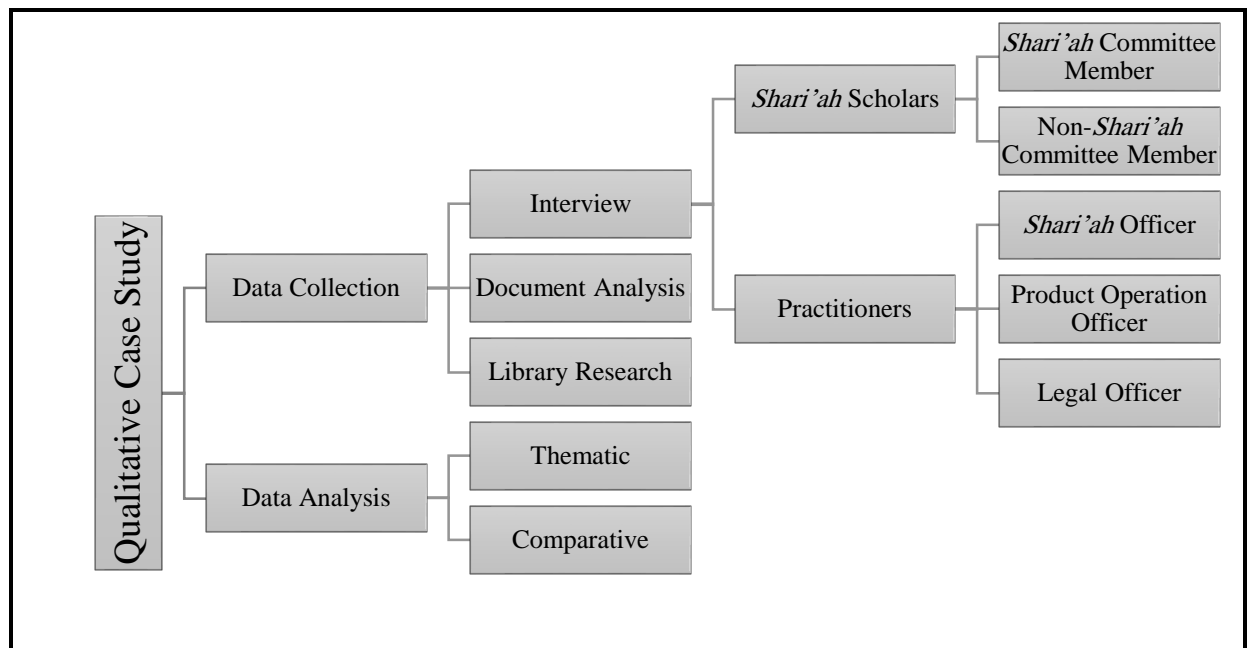 Qualitative Case Study
Data Collection
Interview
Shari’ah Scholars
Shari’ah Committee
Member
Non-Shari’ah
Committee Member
Practitioners
Shari’ah Officer
Product Operation
Officer
Legal Officer
Document Analysis
Library Research
Data Analysis
Thematic
Comparative